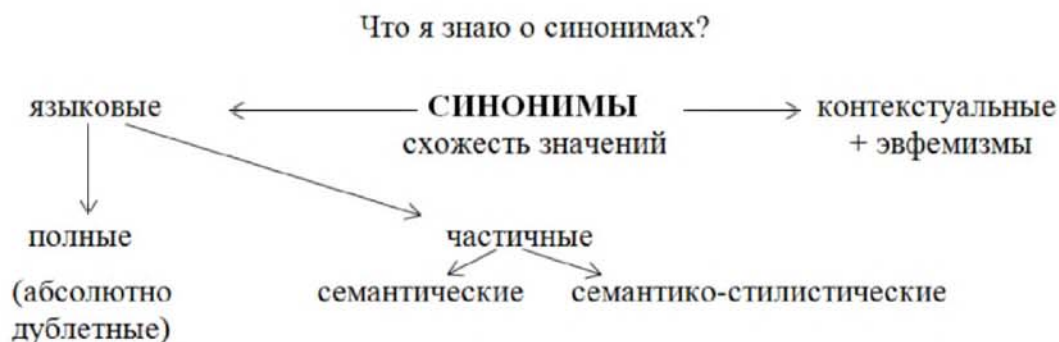 Что я знаю о синонимах?
языковые СИНОНИМЫ контекстуальные
схожесть значений + эвфемизмы
полные частичные
(абсолютно семантические семантико-стилистические
дублетные)